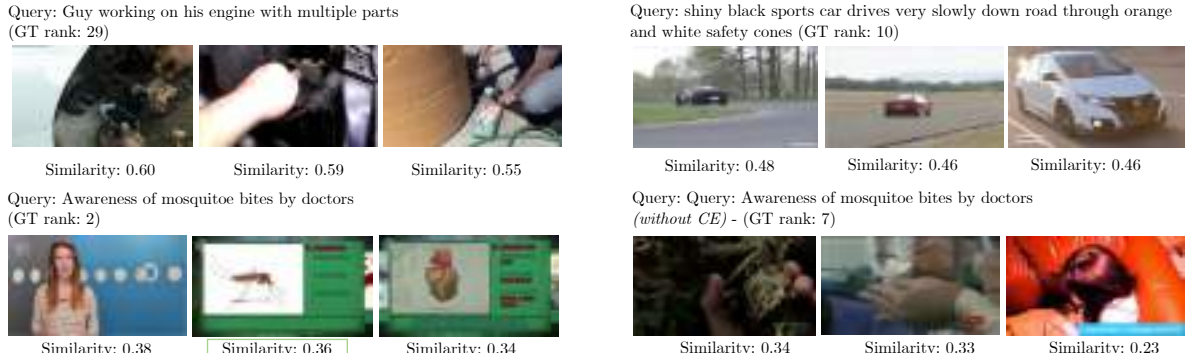 Query: Guy working on his engine with multiple parts
(GT rank: 29)
Similarity: 0.60
Similarity: 0.59
Similarity: 0.55
Query: shiny black sports car drives very slowly down road through orange
and white safety cones (GT rank: 10)
Similarity: 0.48
Similarity: 0.46
Similarity: 0.46
Query: Awareness of mosquitoe bites by doctors
(GT rank: 2)
Similarity: 0.38
Similarity: 0.36
Similarity: 0.34
Query: Query: Awareness of mosquitoe bites by doctors
(without CE) - (GT rank: 7)
Similarity: 0.34
Similarity: 0.33
Similarity: 0.23